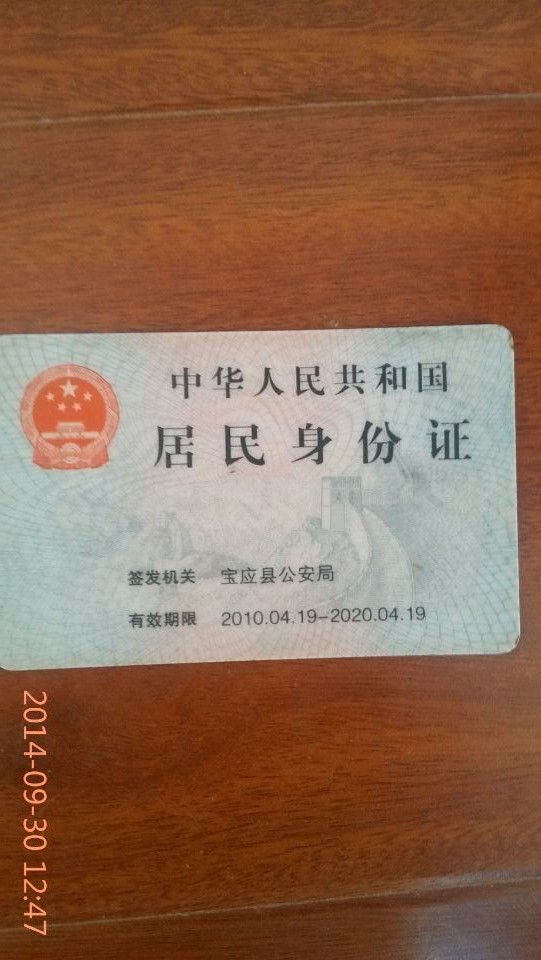 中华人民共和国
居民身份证
签发机关 宝应县公安局
有效期限 2010.04.19-2020.04.19
2014-09-30 12:47